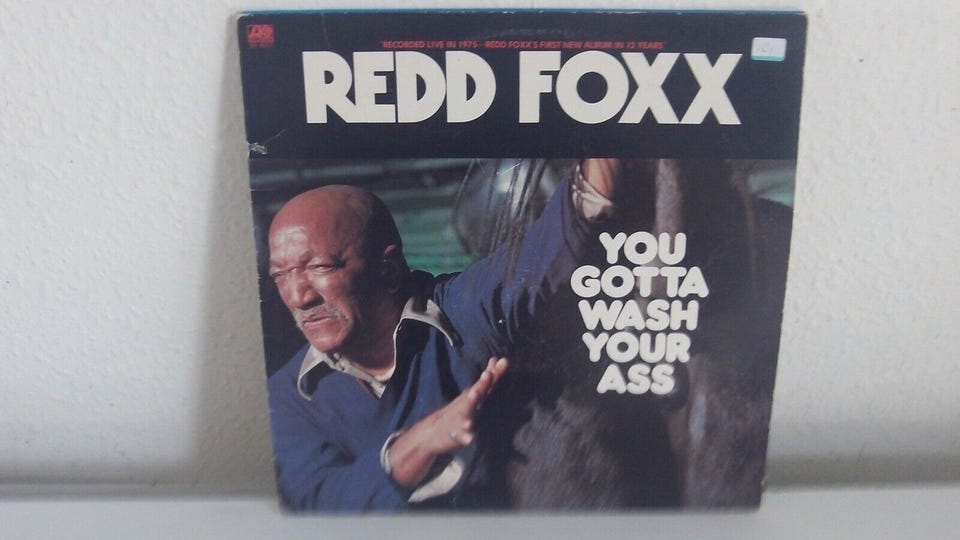 "RECORDED LIVE IN 1975—REDD FOXX'S FIRST NEW ALBUM IN 12 YEARS"
REDD FOXX
YOU
GOTTA
WASH
YOUR
ASS